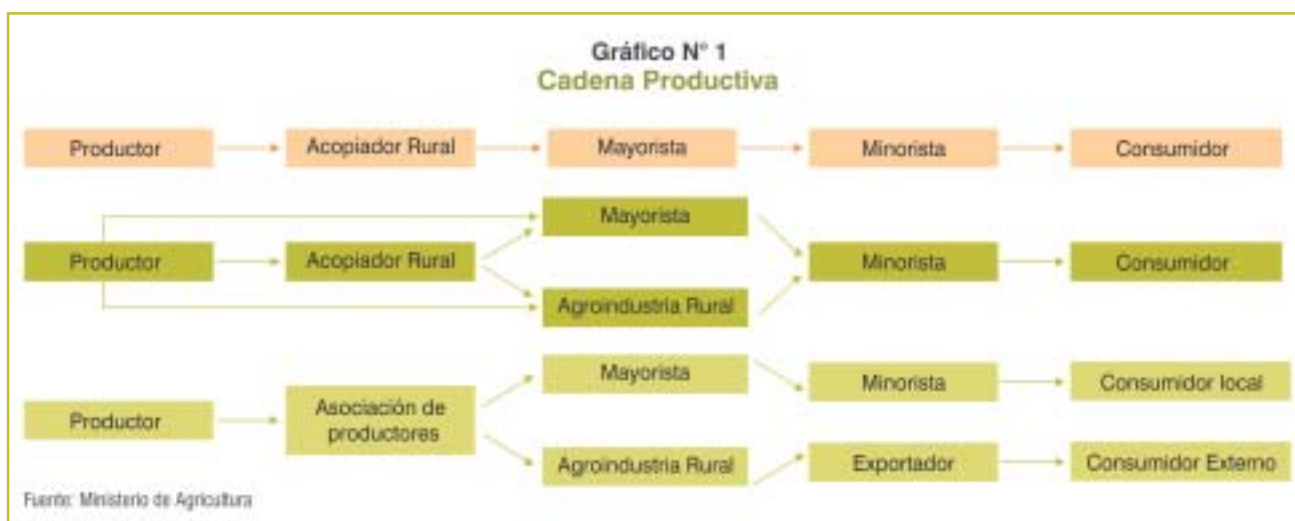 Gráfico N° 1
Cadena Productiva
Productor
Acopiador Rural
Mayorista
Minorista
Consumidor
Productor
Acopiador Rural
Mayorista
Agroindustria Rural
Minorista
Consumidor
Productor
Asociación de
productores
Mayorista
Minorista
Consumidor local
Agroindustria Rural
Exportador
Consumidor Externo
Fuente: Ministerio de Agricultura